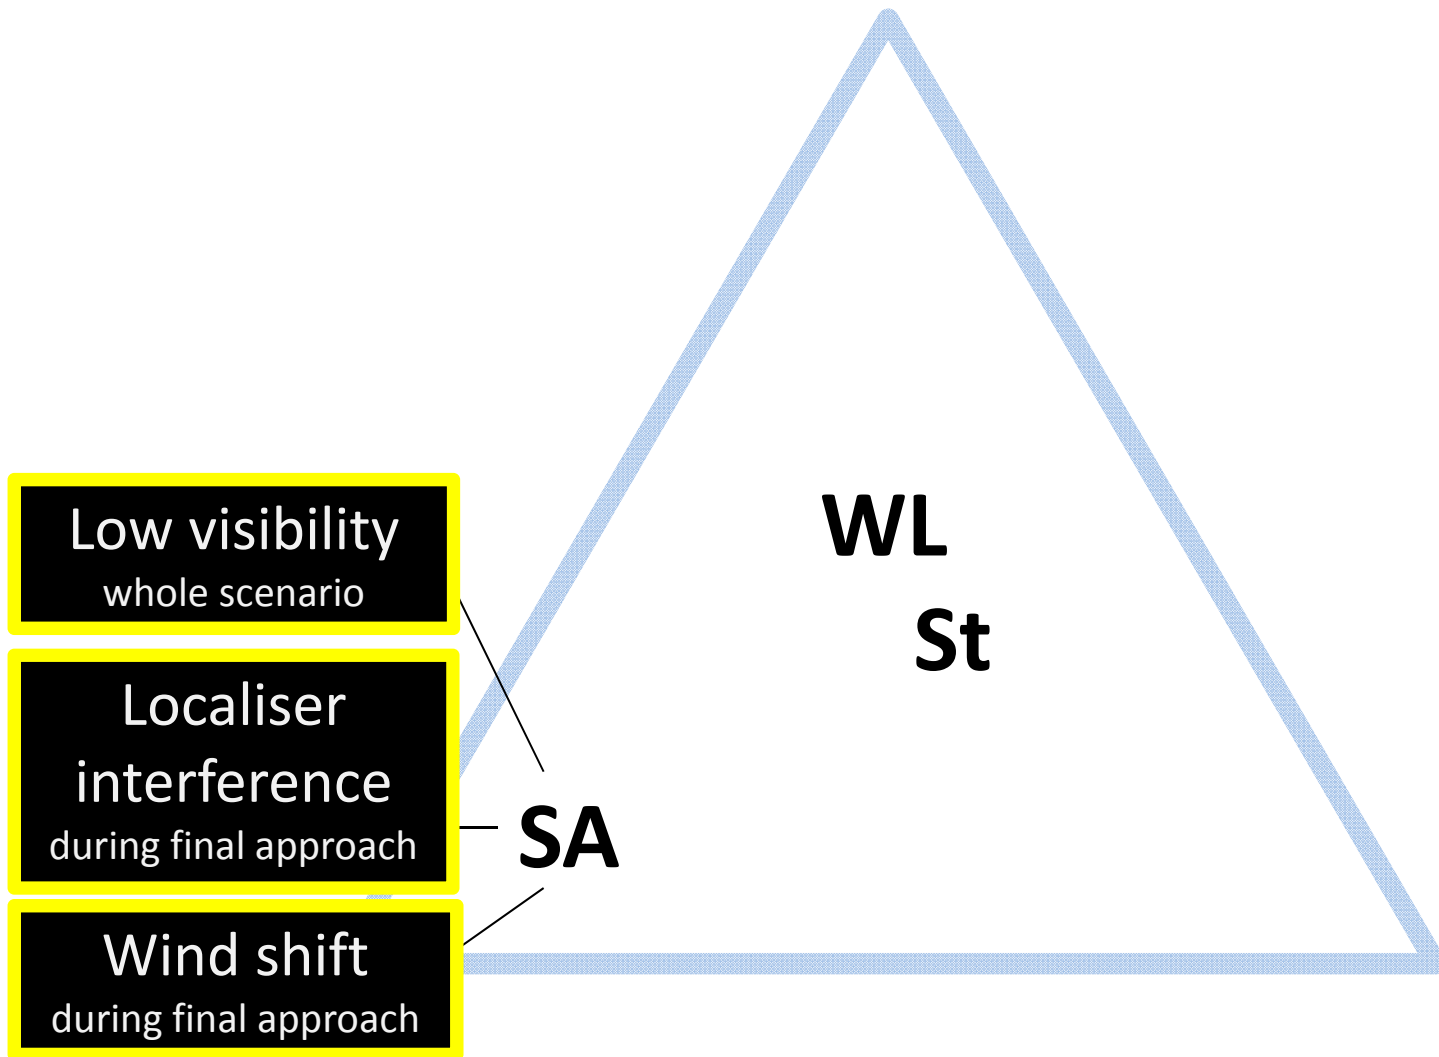 WL
St
Low visibility
whole scenario
Localiser
interference
during final approach
SA
Wind shift
during final approach